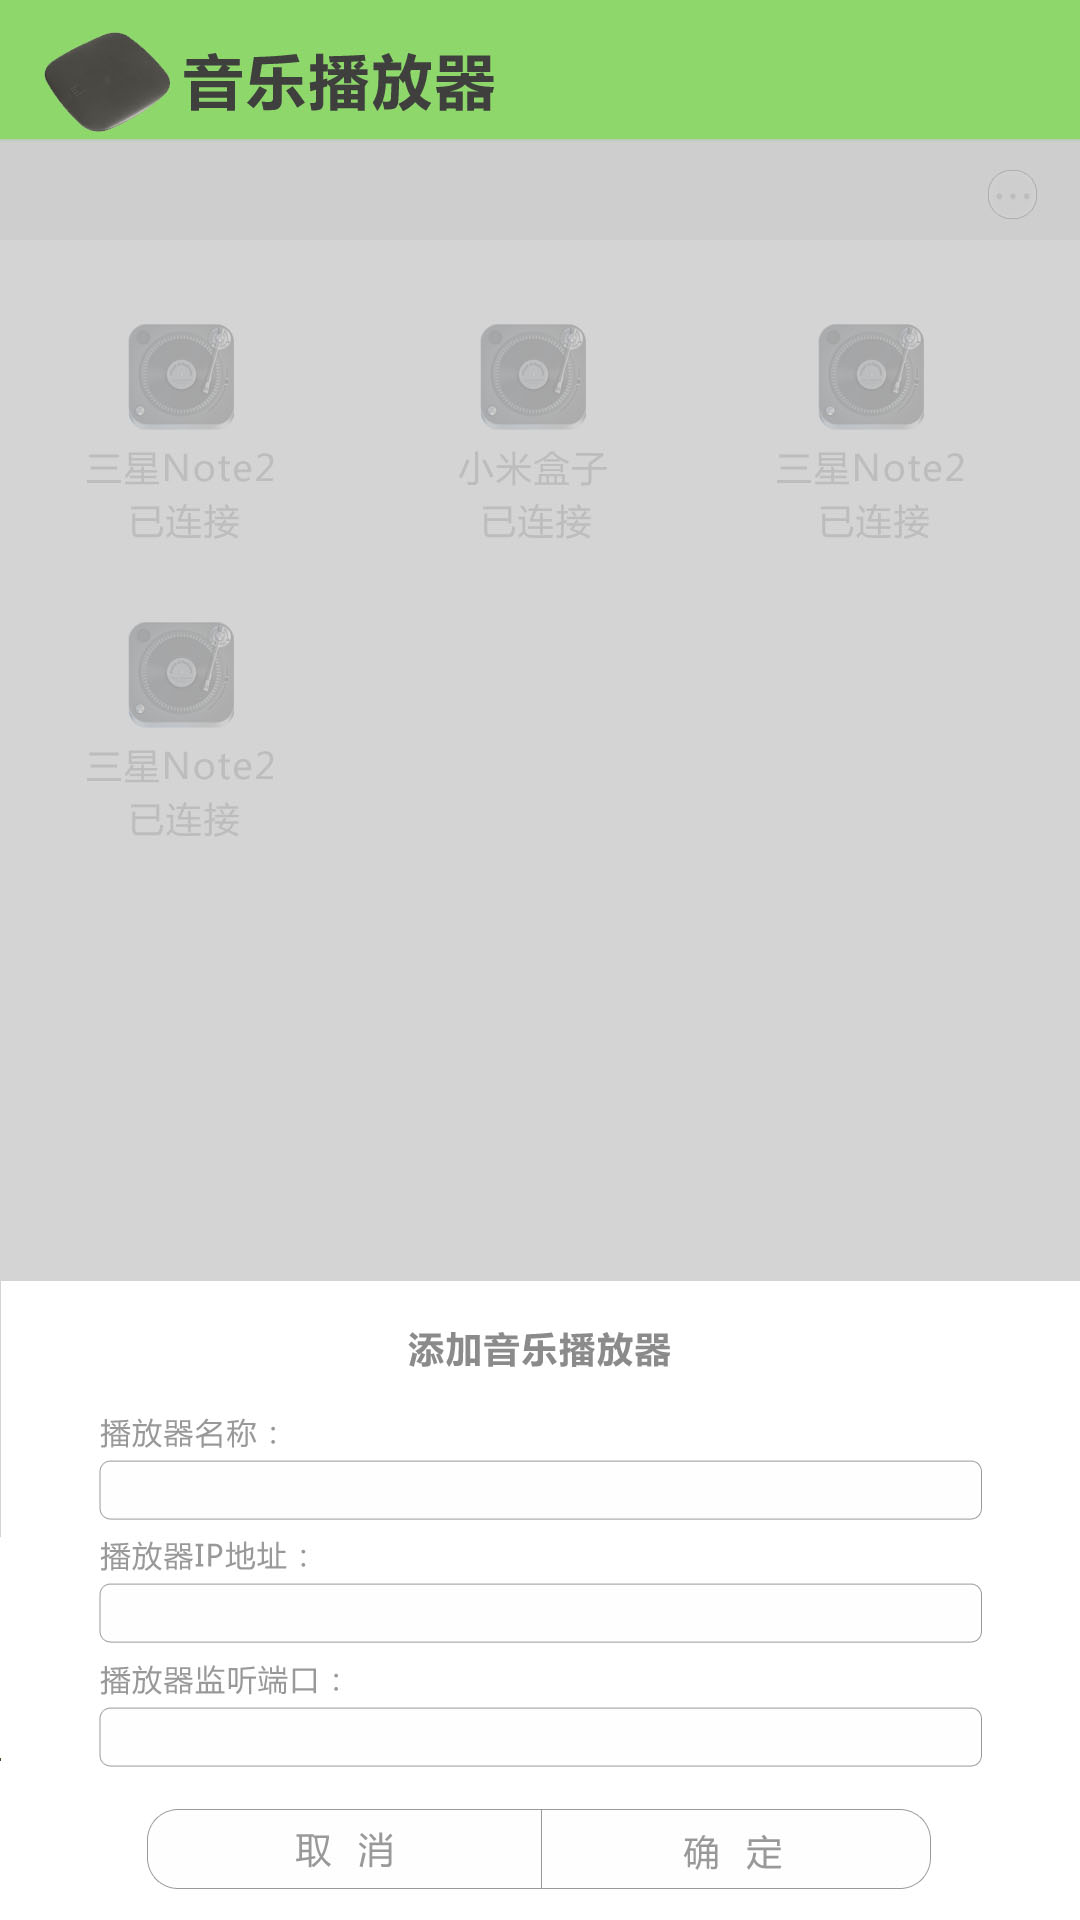 音乐播放器
三星Note2 小米盒子 三星Note2
已连接 已连接 已连接
三星Note2
已连接
添加音乐播放器
播放器名称：
播放器IP地址：
播放器监听端口：
取 消 确 定